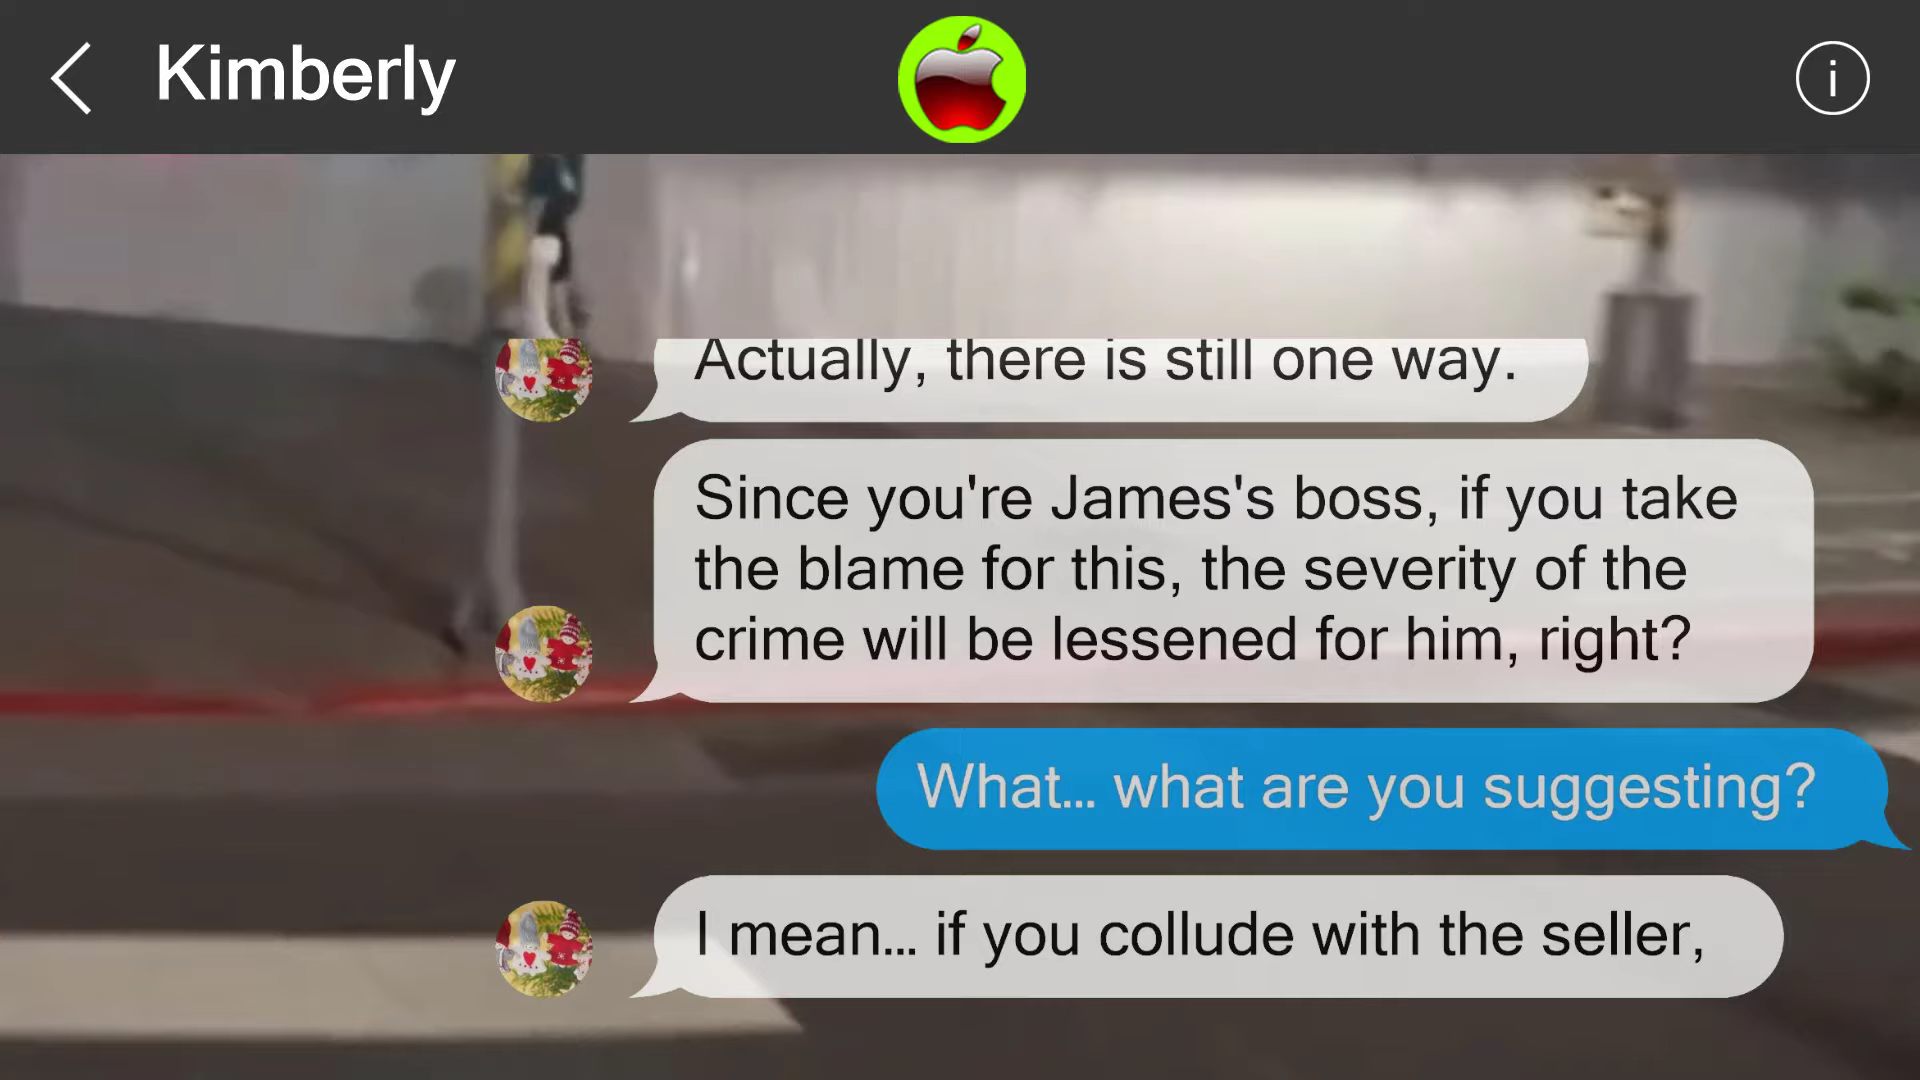 Kimberly
i
Actually, there is still one way.
Since you're James's boss, if you take
the blame for this, the severity of the
crime will be lessened for him, right?
What... what are you suggesting?
I mean... if you collude with the seller,